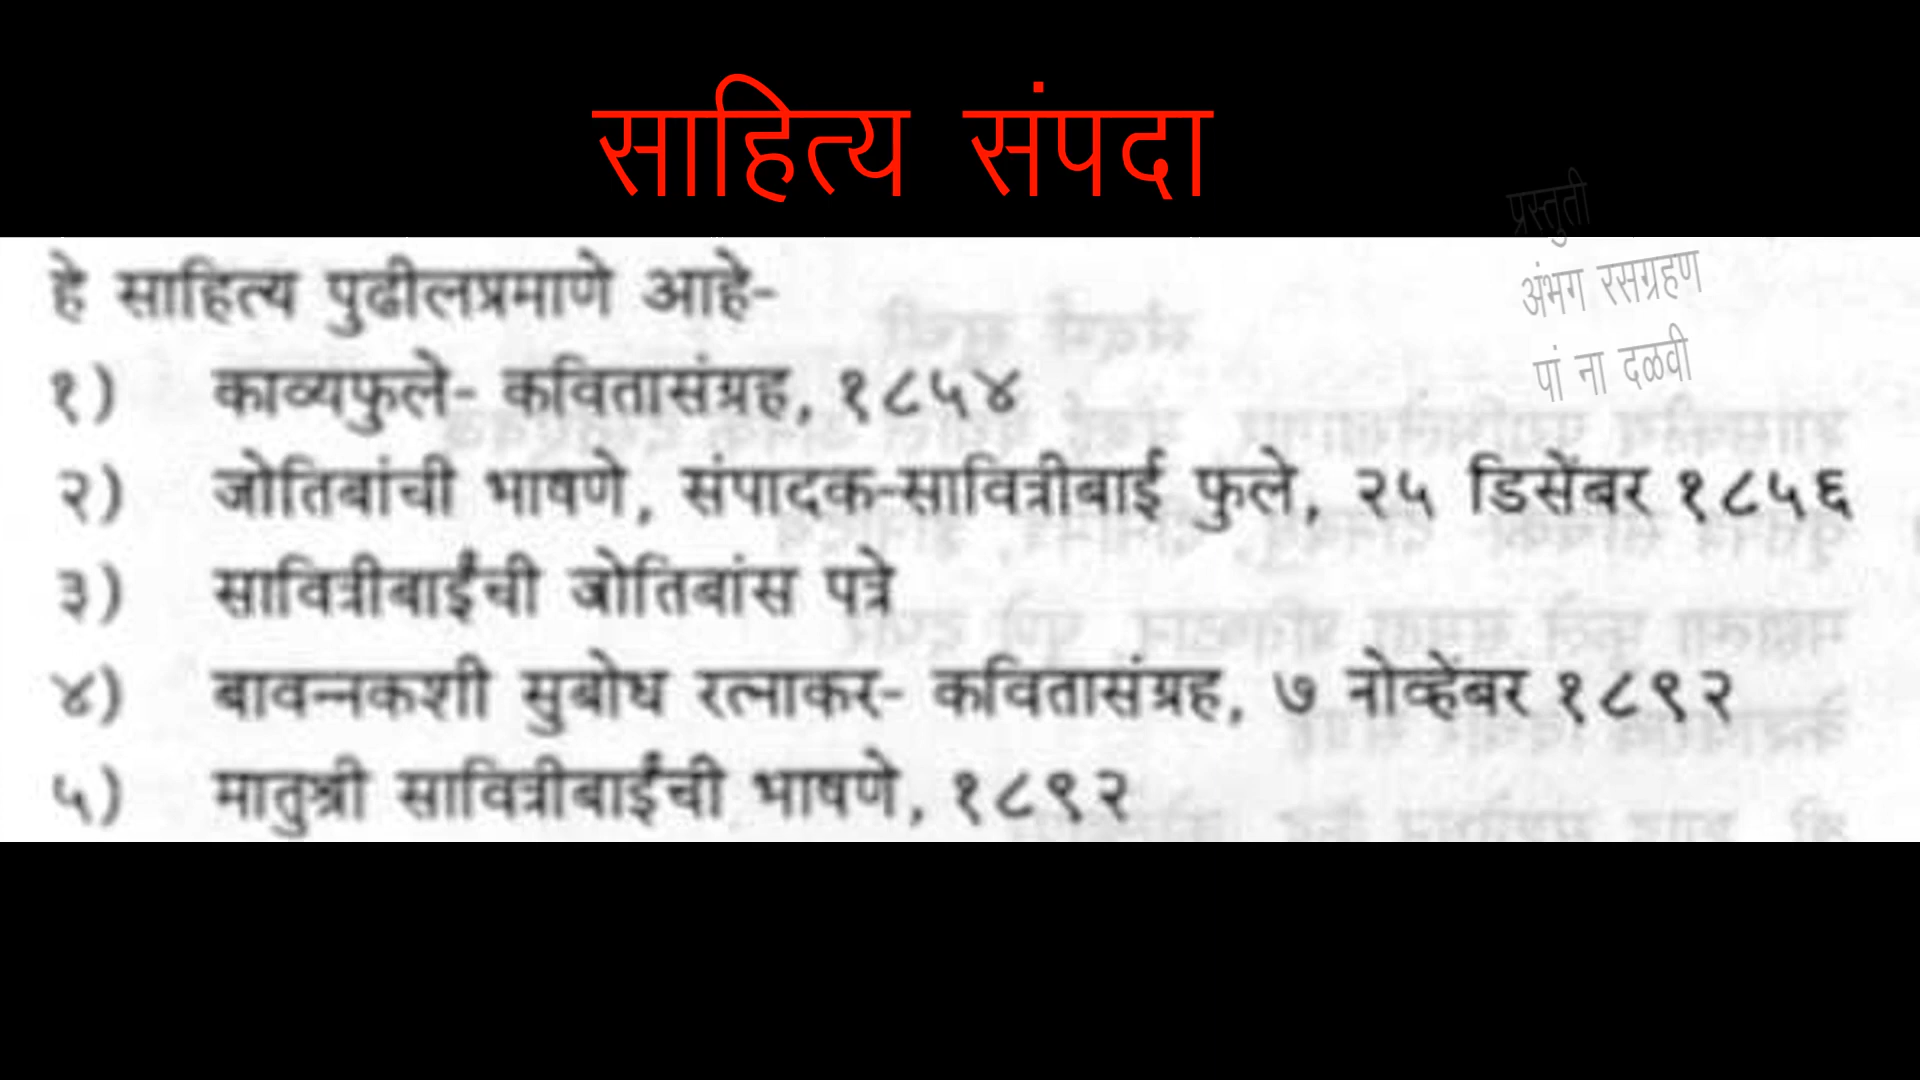 साहित्य संपदा
प्रस्तुती
अंभग रसग्रहण
पां ना दळवी
हे साहित्य पुढीलप्रमाणे आहे-
१) काव्यफुले- कवितासंग्रह, १८५४
२) जोतिबांची भाषणे, संपादक-सावित्रीबाई फुले, २५ डिसेंबर १८५६
३) सावित्रीबाईंची जोतिबांस पत्रे
४) बावन्नकशी सुबोध रत्नाकर- कवितासंग्रह, ७ नोव्हेंबर १८९२
५) मातुश्री सावित्रीबाईंची भाषणे, १८९२